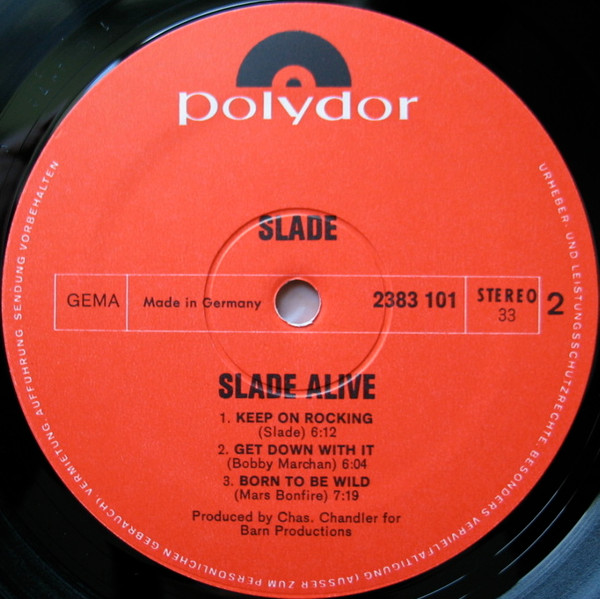 polydor
SLADE
GEMA
Made in Germany
2383 101
STEREO
33
2
SLADE ALIVE
1. KEEP ON ROCKING
(Slade) 6:12
2. GET DOWN WITH IT
(Bobby Marchan) 6:04
3. BORN TO BE WILD
(Mars Bonfire) 7:19
Produced by Chas. Chandler for
Barn Productions
URHEBER- UND LEISTUNGSSCHUTZRECHTE, BESONDERS VERVIELFÄLTIGUNG (AUSSER ZUM PERSÖNLICHEN GEBRAUCH), VERMIETUNG, AUFFÜHRUNG, SENDUNG VORBEHALTEN